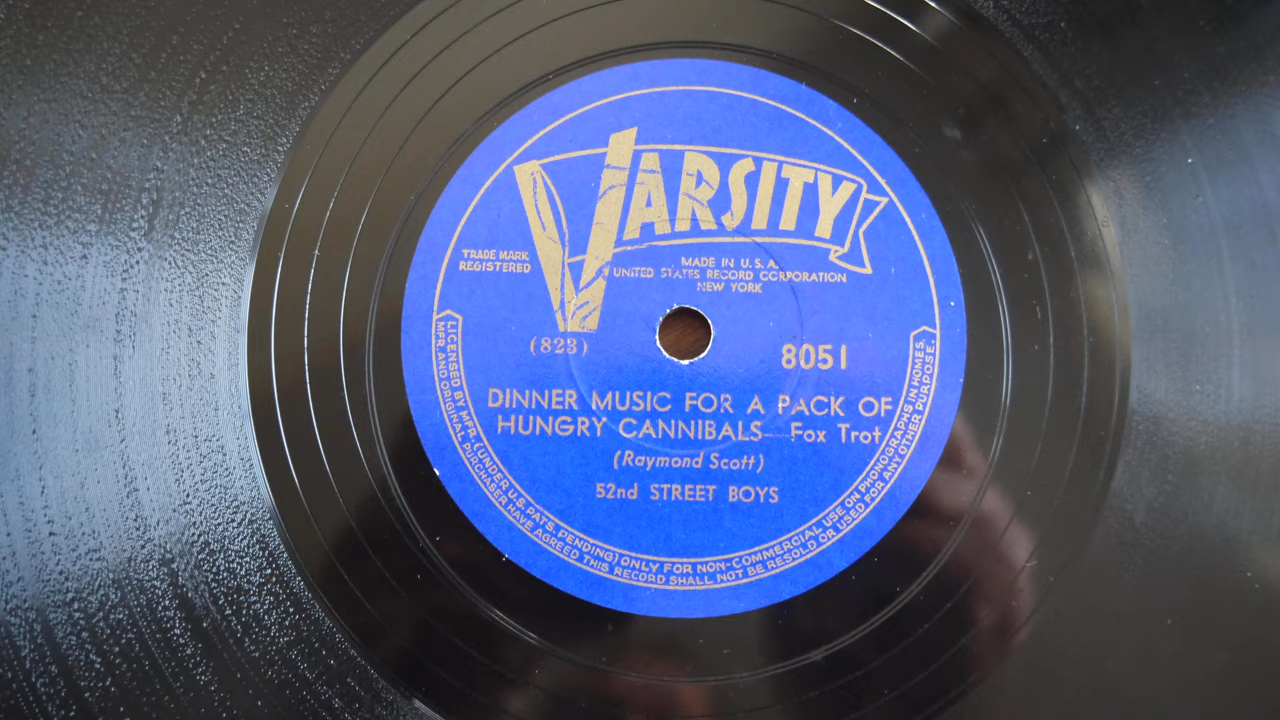 VARSITY
TRADE MARK
REGISTERED
MADE IN U.S.A.
UNITED STATES RECORD CORPORATION
NEW YORK
(823)
8051
DINNER MUSIC FOR A PACK OF
HUNGRY CANNIBALS Fox Trot
(Raymond Scott)
52nd STREET BOYS
LICENSED BY MFR. (UNDER U.S. PATS. PENDING) ONLY FOR NON-COMMERCIAL USE ON PHONOGRAPHS IN HOMES.
MFR. AND ORIGINAL PURCHASER HAVE AGREED THIS RECORD SHALL NOT BE RESOLD OR USED FOR ANY OTHER PURPOSE.